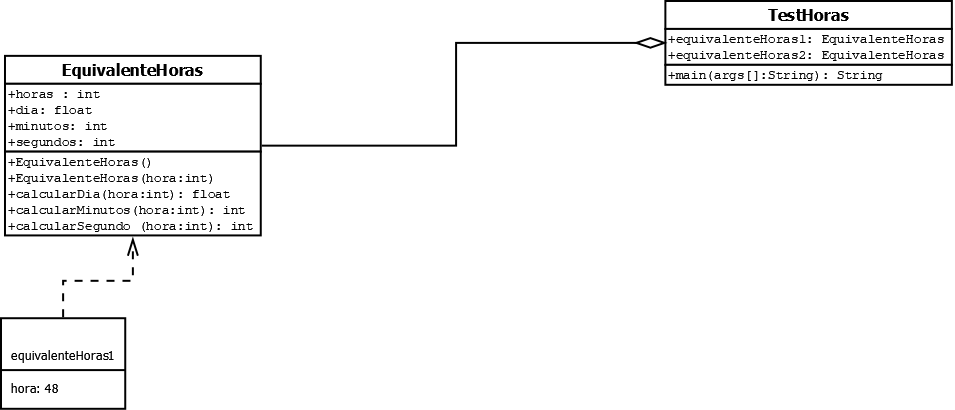 TestHoras
+equivalenteHoras1: EquivalenteHoras
+equivalenteHoras2: EquivalenteHoras
+main(args[]:String): String
EquivalenteHoras
+horas : int
+dia: float
+minutos: int
+segundos: int
+EquivalenteHoras()
+EquivalenteHoras(hora:int)
+calcularDia(hora:int): float
+calcularMinutos(hora:int): int
+calcularSegundo (hora:int): int
equivalenteHoras1
hora: 48